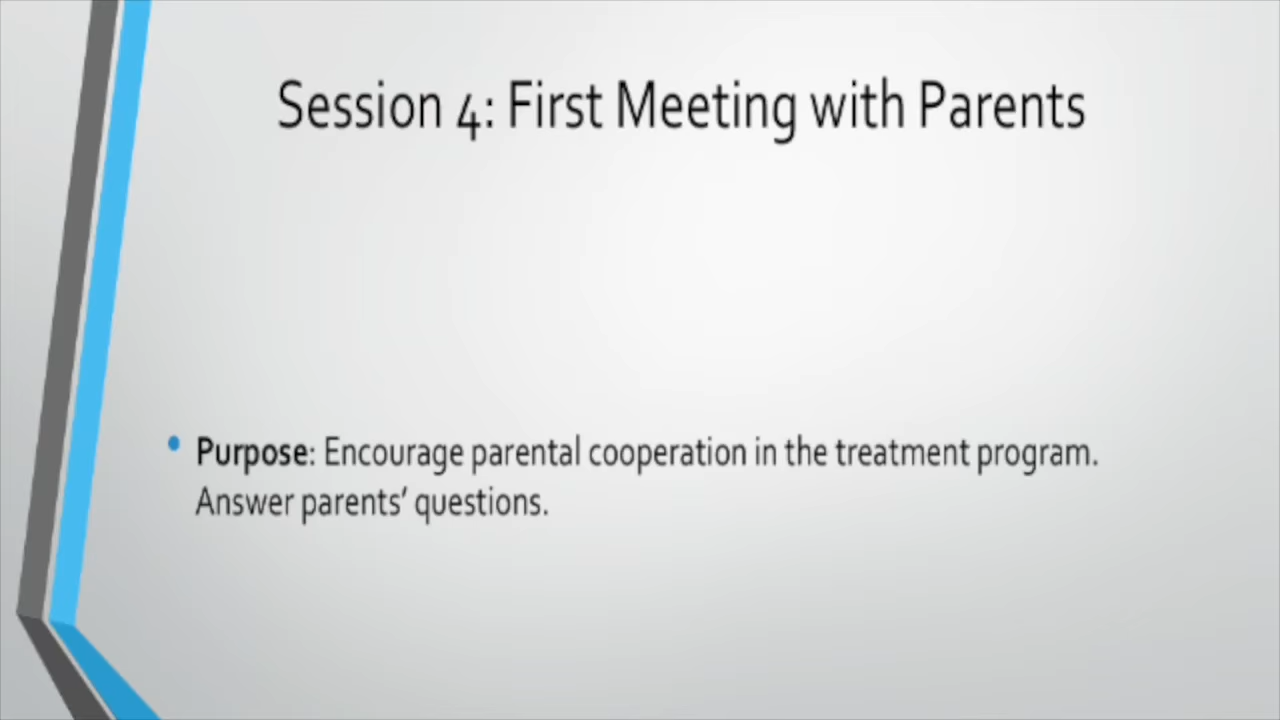 Session 4: First Meeting with Parents
• Purpose: Encourage parental cooperation in the treatment program.
Answer parents’ questions.